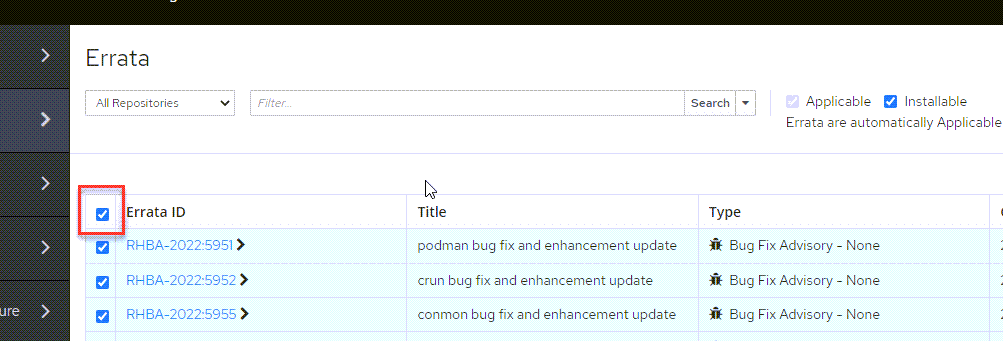 Errata
All Repositories Filter... Search Applicable Installable
Errata are automatically Applicable
Errata ID Title Type
RHBA-2022:5951 podman bug fix and enhancement update Bug Fix Advisory - None
RHBA-2022:5952 crun bug fix and enhancement update Bug Fix Advisory - None
ure RHBA-2022:5955 conmon bug fix and enhancement update Bug Fix Advisory - None